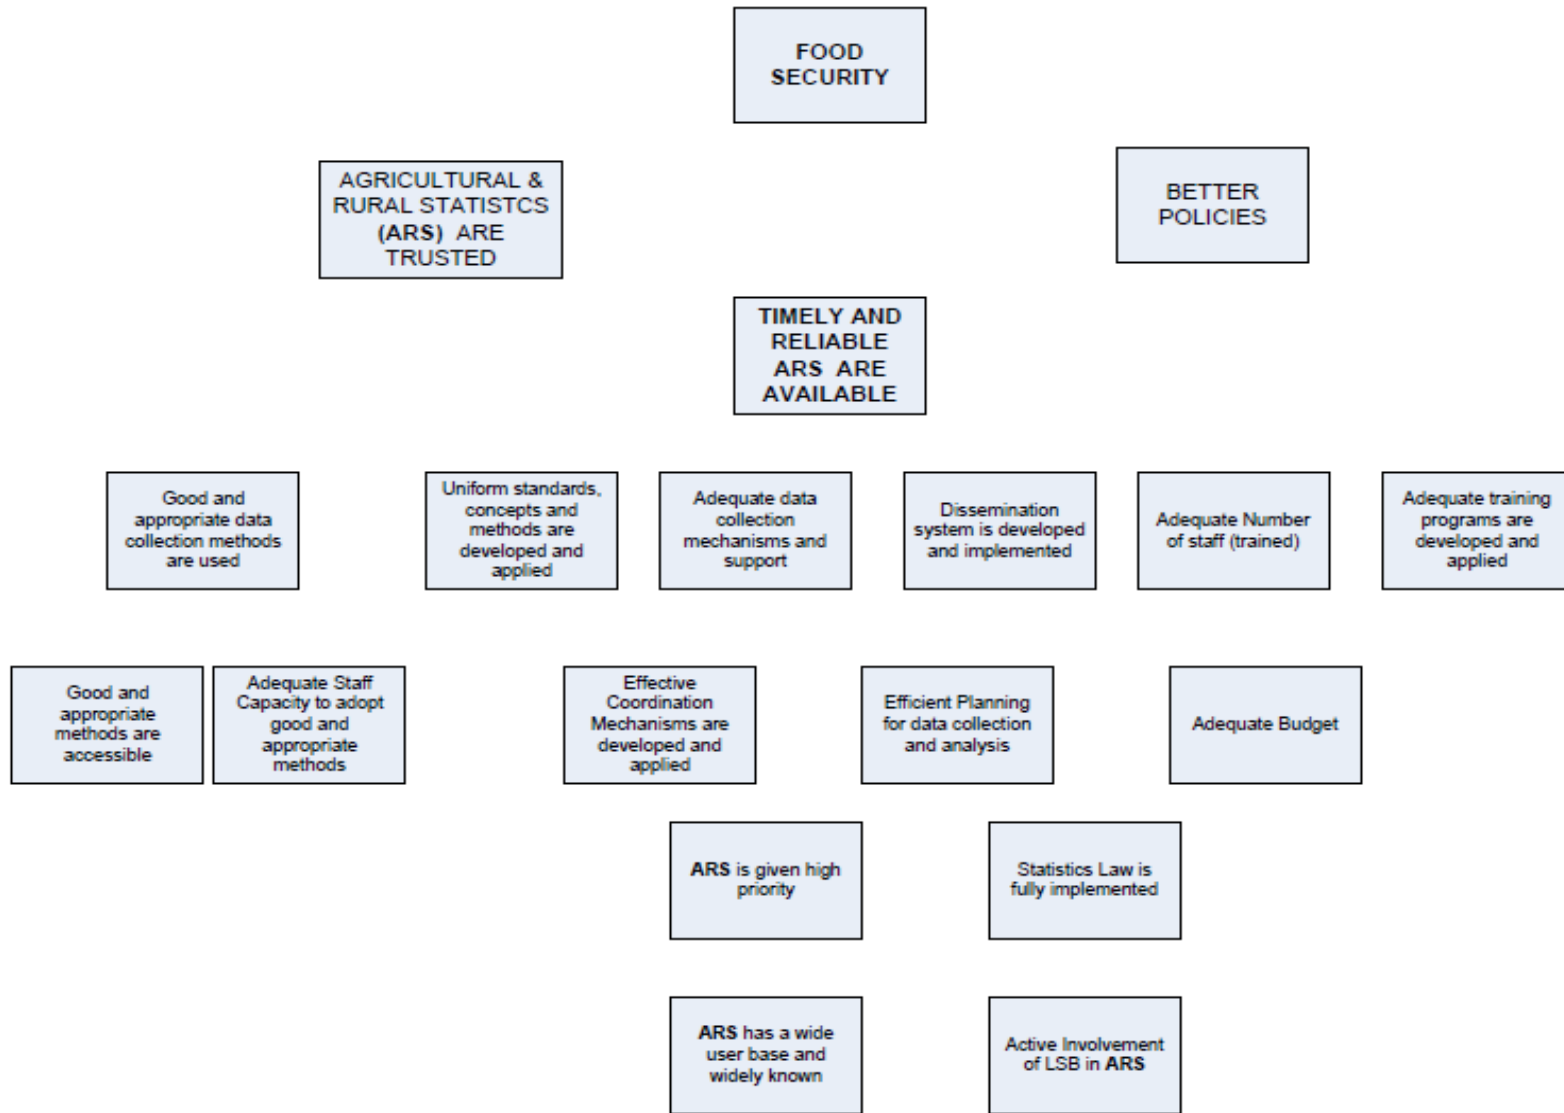 FOOD
SECURITY
AGRICULTURAL &
RURAL STATISTCS
(ARS) ARE
TRUSTED
BETTER
POLICIES
TIMELY AND
RELIABLE
ARS ARE
AVAILABLE
Good and
appropriate data
collection methods
are used
Uniform standards,
concepts and
methods are
developed and
applied
Adequate data
collection
mechanisms and
support
Dissemination
system is developed
and implemented
Adequate Number
of staff (trained)
Adequate training
programs are
developed and
applied
Good and
appropriate
methods are
accessible
Adequate Staff
Capacity to adopt
good and
appropriate
methods
Effective
Coordination
Mechanisms are
developed and
applied
Efficient Planning
for data collection
and analysis
Adequate Budget
ARS is given high
priority
Statistics Law is
fully implemented
ARS has a wide
user base and
widely known
Active Involvement
of LSB in ARS